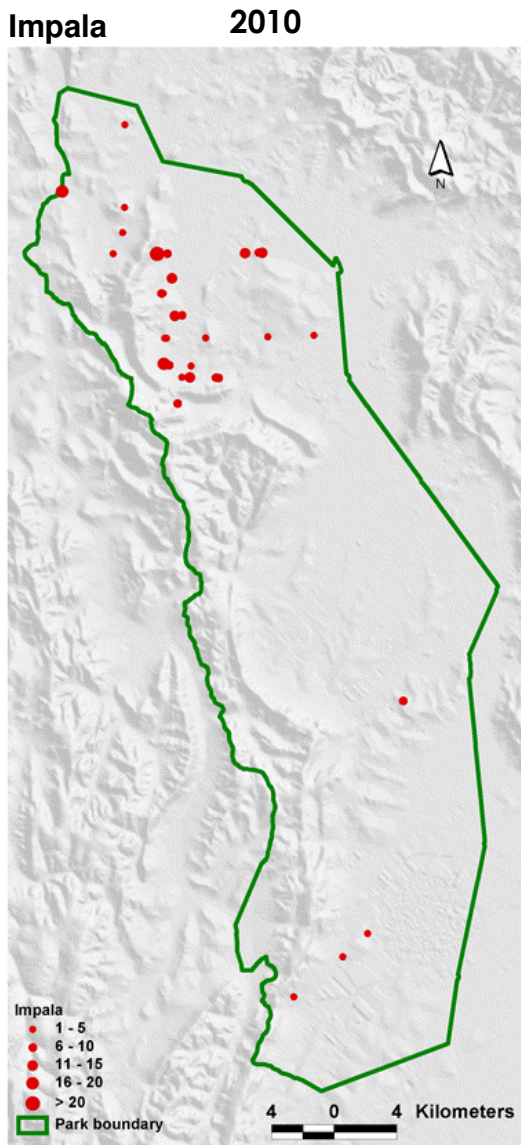 Impala 2010
N
Impala
1 - 5
6 - 10
11 - 15
16 - 20
> 20
Park boundary
4 0 4 Kilometers